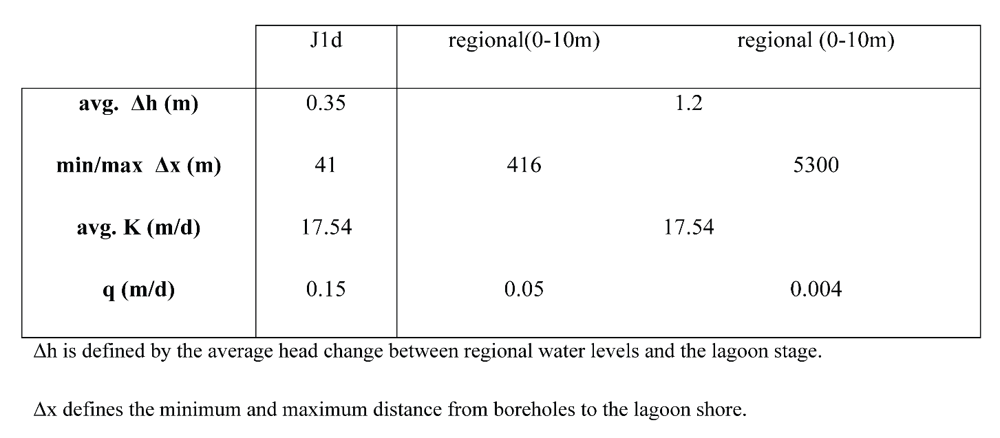 J1d regional(0-10m) regional (0-10m)
avg. Δh (m) 0.35 1.2
min/max Δx (m) 41 416 5300
avg. K (m/d) 17.54 17.54
q (m/d) 0.15 0.05 0.004
Δh is defined by the average head change between regional water levels and the lagoon stage.
Δx defines the minimum and maximum distance from boreholes to the lagoon shore.